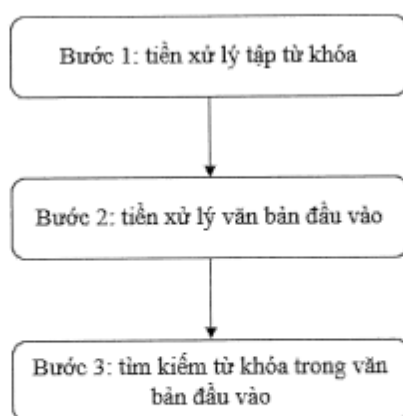 Bước 1: tiền xử lý tập từ khóa
Bước 2: tiền xử lý văn bản đầu vào
Bước 3: tìm kiếm từ khóa trong văn
bản đầu vào